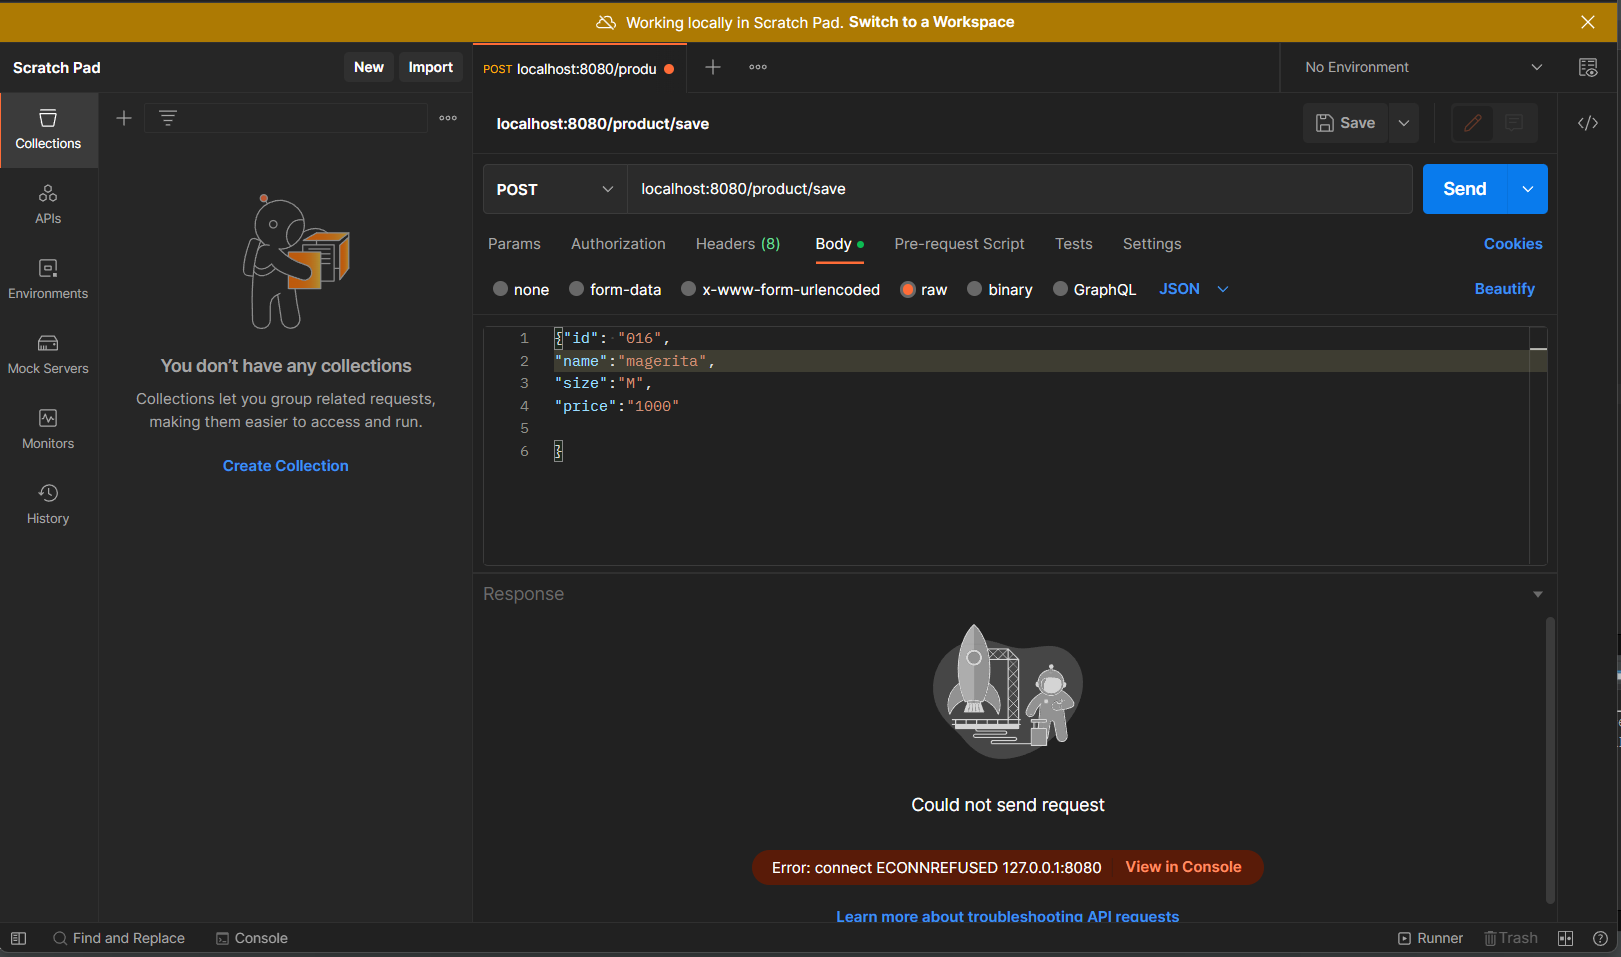 Working locally in Scratch Pad. Switch to a Workspace
Scratch Pad
New
Import
POST localhost:8080/produ
No Environment
Collections
APIs
Environments
Mock Servers
Monitors
History
You don’t have any collections
Collections let you group related requests,
making them easier to access and run.
Create Collection
localhost:8080/product/save
Save
POST
localhost:8080/product/save
Send
Params
Authorization
Headers (8)
Body
Pre-request Script
Tests
Settings
Cookies
none
form-data
x-www-form-urlencoded
raw
binary
GraphQL
JSON
Beautify
1 {"id": "016",
2 "name":"magerita",
3 "size":"M",
4 "price":"1000"
5
6 }
Response
Could not send request
Error: connect ECONNREFUSED 127.0.0.1:8080 View in Console
Learn more about troubleshooting API requests
Find and Replace
Console
Runner
Trash